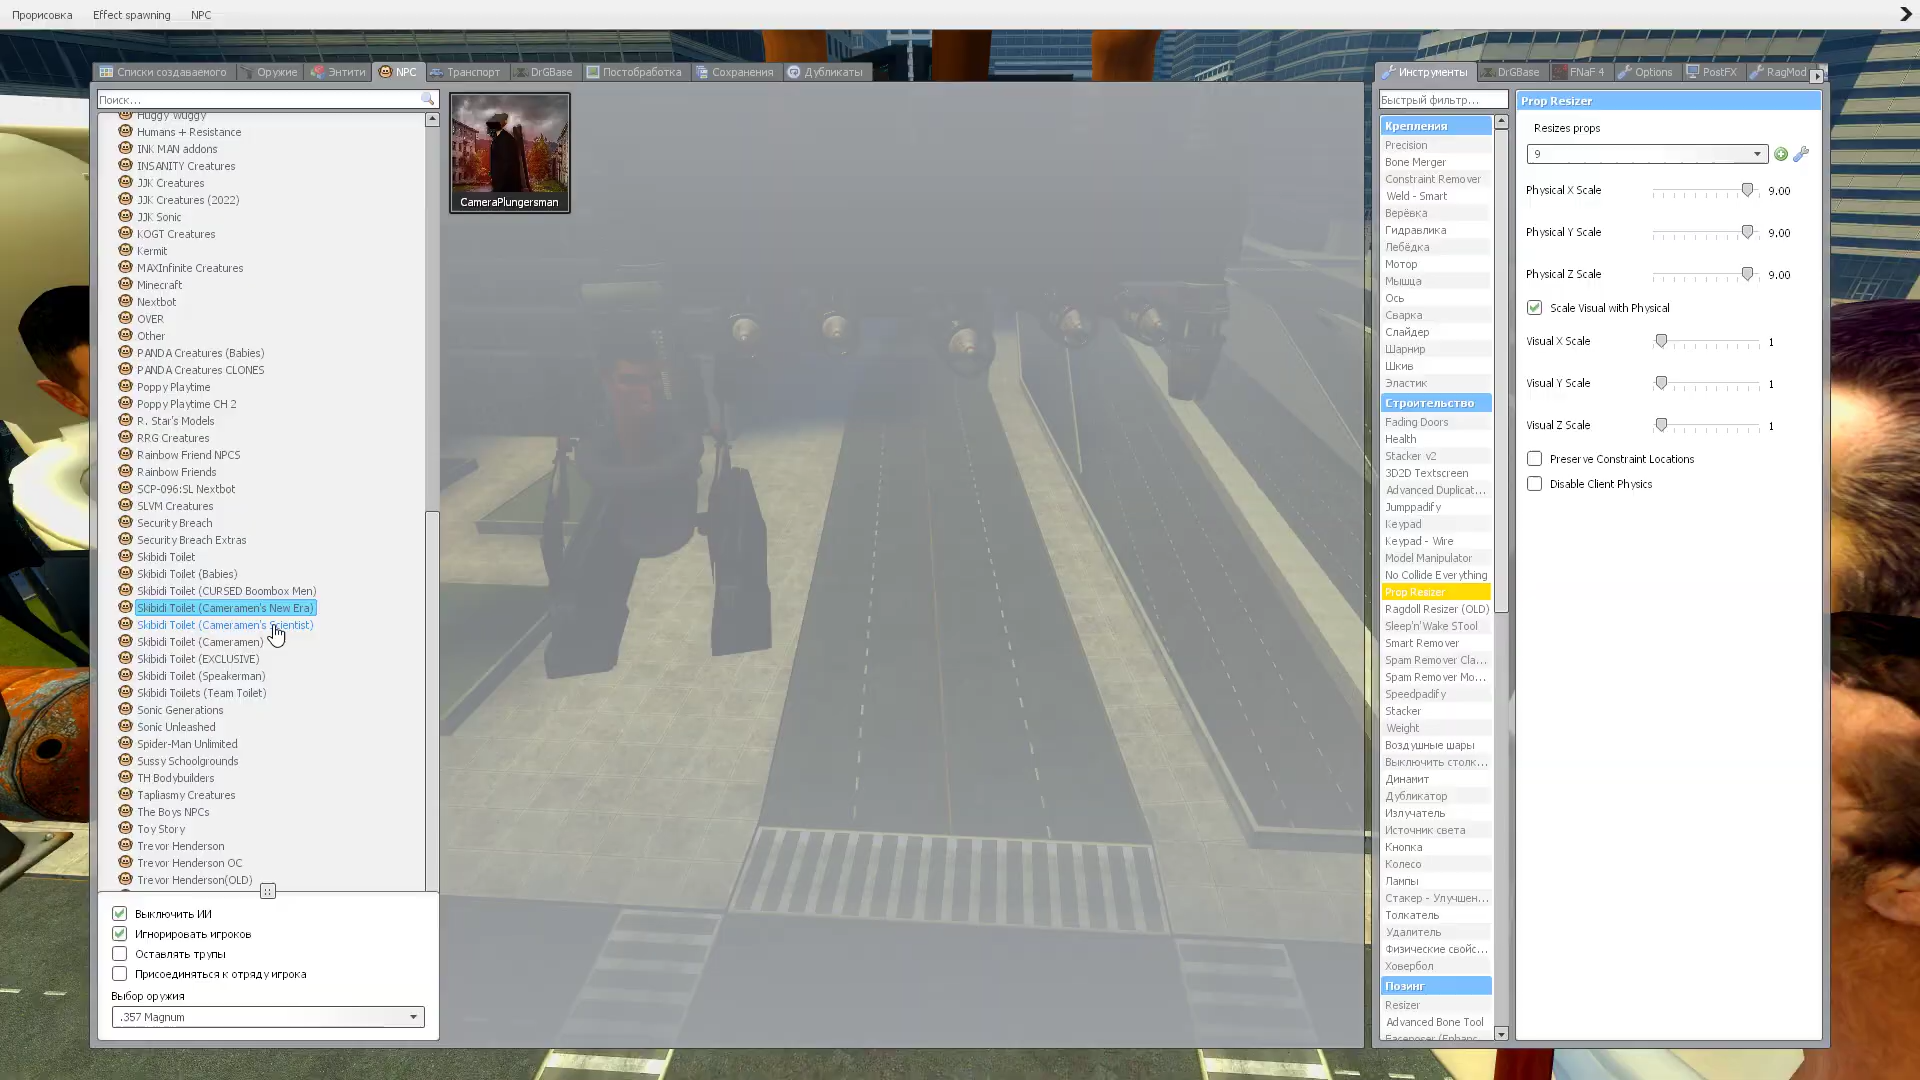 Прорисовка
Effect spawning
NPC
Списки создаваемого
Оружие
Энтити
NPC
Транспорт
DrGBase
Постобработка
Сохранения
Дубликаты
Поиск...
Huggy Wuggy
Humans + Resistance
INK MAN addons
INSANITY Creatures
JJK Creatures
JJK Creatures (2022)
JJK Sonic
KOGT Creatures
Kermit
MAXInfinite Creatures
Minecraft
Nextbot
OVER
Other
PANDA Creatures (Babies)
PANDA Creatures CLONES
Poppy Playtime
Poppy Playtime CH 2
R. Star's Models
RRG Creatures
Rainbow Friend NPCS
Rainbow Friends
SCP-096:SL Nextbot
SLVM Creatures
Security Breach
Security Breach Extras
Skibidi Toilet
Skibidi Toilet (Babies)
Skibidi Toilet (CURSED Boombox Men)
Skibidi Toilet (Cameramen's New Era)
Skibidi Toilet (Cameramen's Scientist)
Skibidi Toilet (Cameramen)
Skibidi Toilet (EXCLUSIVE)
Skibidi Toilet (Speakerman)
Skibidi Toilets (Team Toilet)
Sonic Generations
Sonic Unleashed
Spider-Man Unlimited
Sussy Schoolgrounds
TH Bodybuilders
Tapliasmy Creatures
The Boys NPCs
Toy Story
Trevor Henderson
Trevor Henderson OC
Trevor Henderson(OLD)
Выключить ИИ
Игнорировать игроков
Оставлять трупы
Присоединяться к отряду игрока
Выбор оружия
.357 Magnum
CameraPlungersman
Инструменты
DrGBase
FNaF 4
Options
PostFX
RagMod
Быстрый фильтр...
Крепления
Precision
Bone Merger
Constraint Remover
Weld - Smart
Верёвка
Гидравлика
Лебёдка
Мотор
Мышца
Ось
Сварка
Слайдер
Шарнир
Шкив
Эластик
Строительство
Fading Doors
Health
Stacker v2
3D2D Textscreen
Advanced Duplicat...
Jumppadify
Keypad
Keypad - Wire
Model Manipulator
No Collide Everything
Prop Resizer
Ragdoll Resizer (OLD)
Sleep'n'Wake STool
Smart Remover
Spam Remover Cla...
Spam Remover Mo...
Speedpadify
Stacker
Weight
Воздушные шары
Выключить столк...
Динамит
Дубликатор
Излучатель
Источник света
Кнопка
Колесо
Лампы
Стакер - Улучшен...
Толкатель
Удалитель
Физические свойс...
Ховербол
Позинг
Resizer
Advanced Bone Tool
Faceposer (Enhanc...
Prop Resizer
Resizes props
9
Physical X Scale 9.00
Physical Y Scale 9.00
Physical Z Scale 9.00
Scale Visual with Physical
Visual X Scale 1
Visual Y Scale 1
Visual Z Scale 1
Preserve Constraint Locations
Disable Client Physics